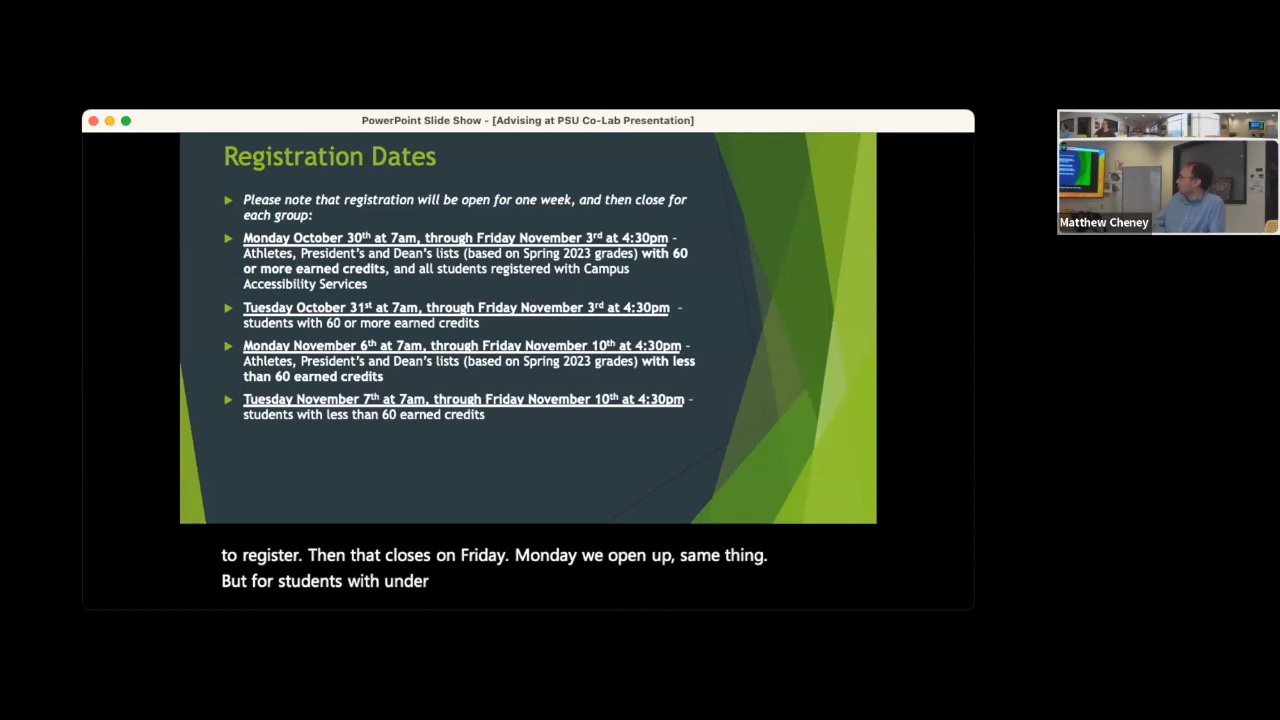 PowerPoint Slide Show - [Advising at PSU Co-Lab Presentation]
Registration Dates
Please note that registration will be open for one week, and then close for
each group:
Monday October 30th at 7am, through Friday November 3rd at 4:30pm -
Athletes, President's and Dean's lists (based on Spring 2023 grades) with 60
or more earned credits, and all students registered with Campus
Accessibility Services
Tuesday October 31st at 7am, through Friday November 3rd at 4:30pm -
students with 60 or more earned credits
Monday November 6th at 7am, through Friday November 10th at 4:30pm -
Athletes, President's and Dean's lists (based on Spring 2023 grades) with less
than 60 earned credits
Tuesday November 7th at 7am, through Friday November 10th at 4:30pm -
students with less than 60 earned credits
to register. Then that closes on Friday. Monday we open up, same thing.
But for students with under
Matthew Cheney